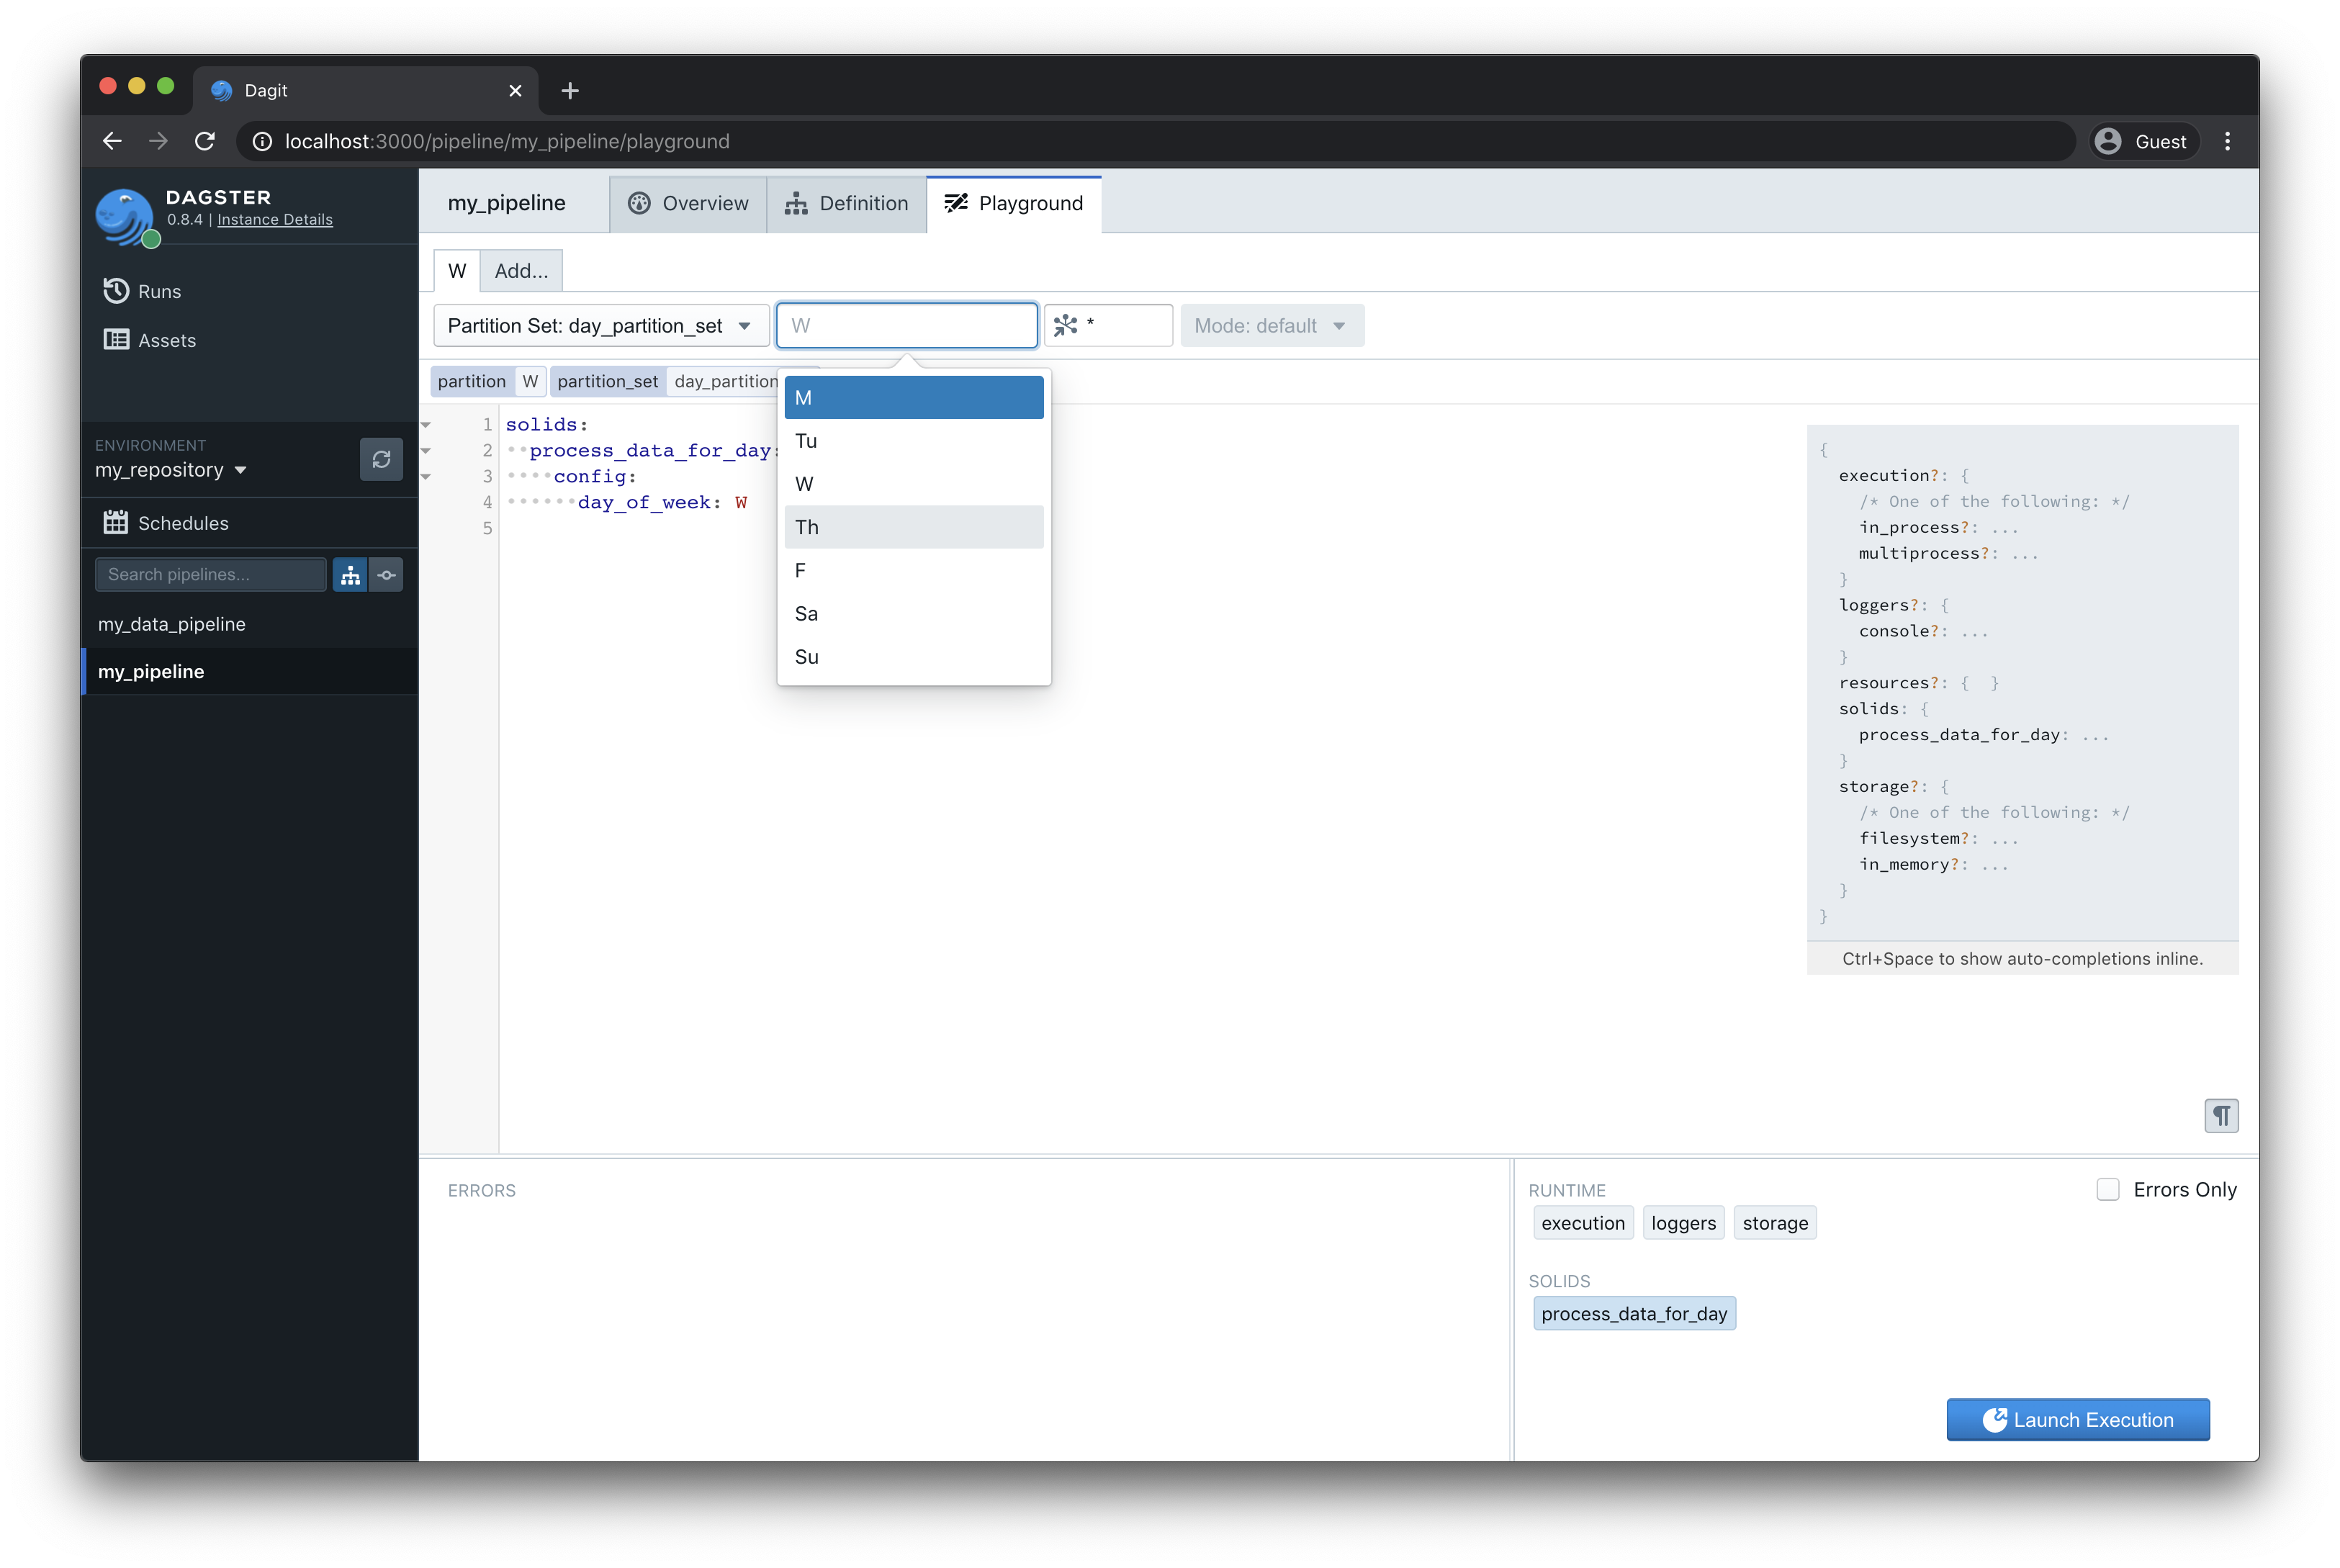 Dagit
localhost:3000/pipeline/my_pipeline/playground
Guest
DAGSTER
0.8.4 | Instance Details
Runs
Assets
ENVIRONMENT
my_repository
Schedules
Search pipelines...
my_data_pipeline
my_pipeline
my_pipeline
Overview
Definition
Playground
W
Add...
Partition Set: day_partition_set
W
*
Mode: default
partition W partition_set day_partition
M
Tu
W
Th
F
Sa
Su
1 solids:
2 process_data_for_day:
3 config:
4 day_of_week: W
5
{
execution?: {
/* One of the following: */
in_process?: ...
multiprocess?: ...
}
loggers?: {
console?: ...
}
resources?: { }
solids: {
process_data_for_day: ...
}
storage?: {
/* One of the following: */
filesystem?: ...
in_memory?: ...
}
}
Ctrl+Space to show auto-completions inline.
¶
ERRORS
RUNTIME
Errors Only
execution loggers storage
SOLIDS
process_data_for_day
Launch Execution